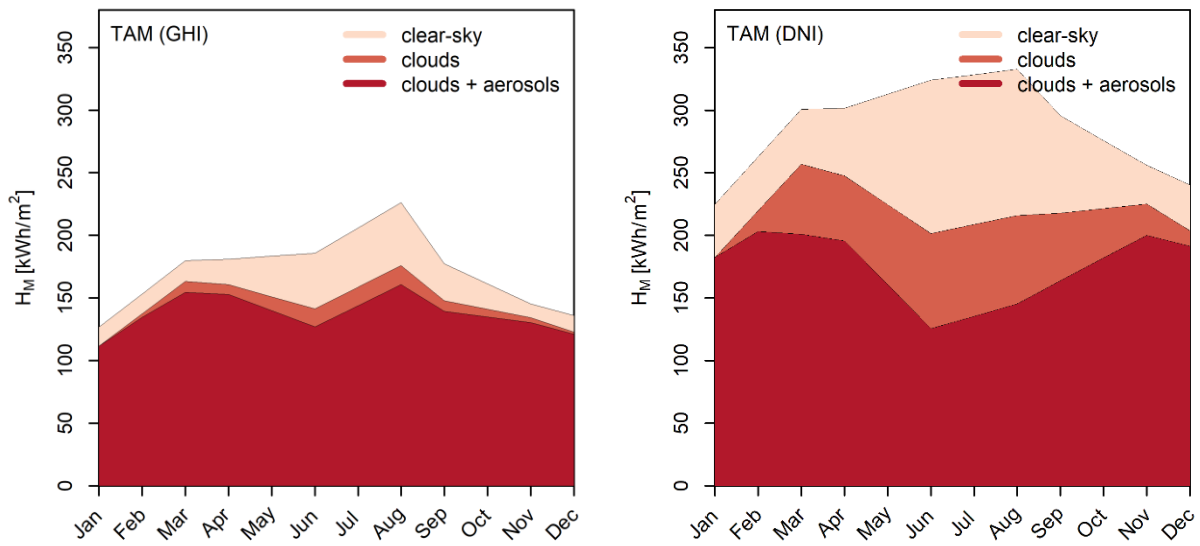 TAM (GHI)
clear-sky
clouds
clouds + aerosols
H_M [kWh/m²]
350
300
250
200
150
100
50
0
Jan Feb Mar Apr May Jun Jul Aug Sep Oct Nov Dec
TAM (DNI)
clear-sky
clouds
clouds + aerosols
H_M [kWh/m²]
350
300
250
200
150
100
50
0
Jan Feb Mar Apr May Jun Jul Aug Sep Oct Nov Dec